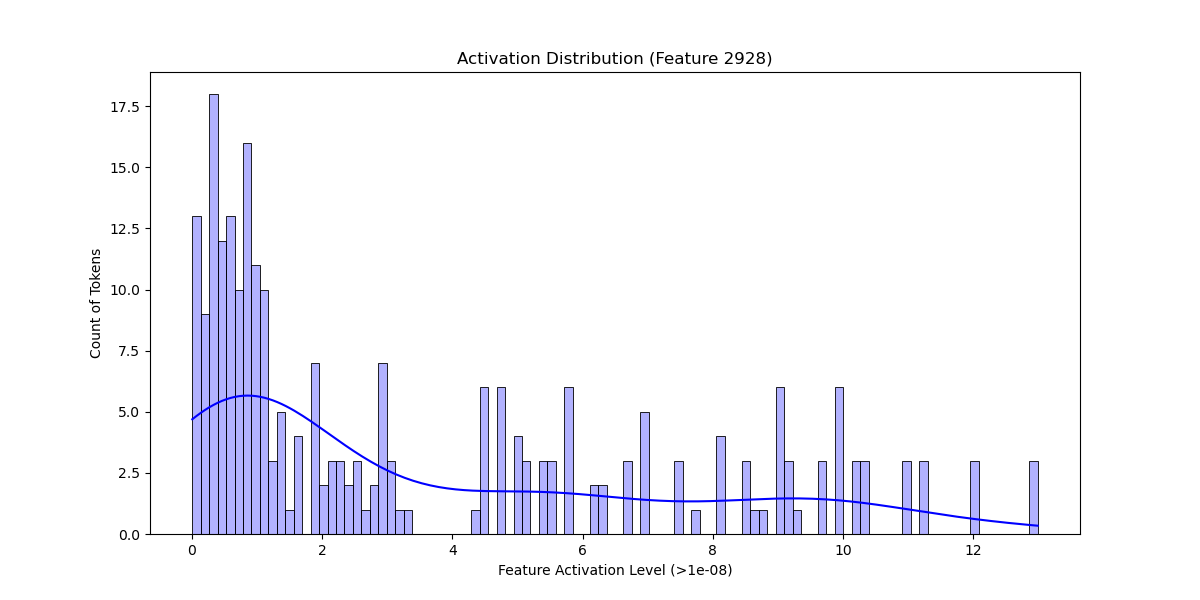 Activation Distribution (Feature 2928)
17.5
15.0
12.5
10.0
7.5
5.0
2.5
0.0
Count of Tokens
0 2 4 6 8 10 12
Feature Activation Level (>1e-08)